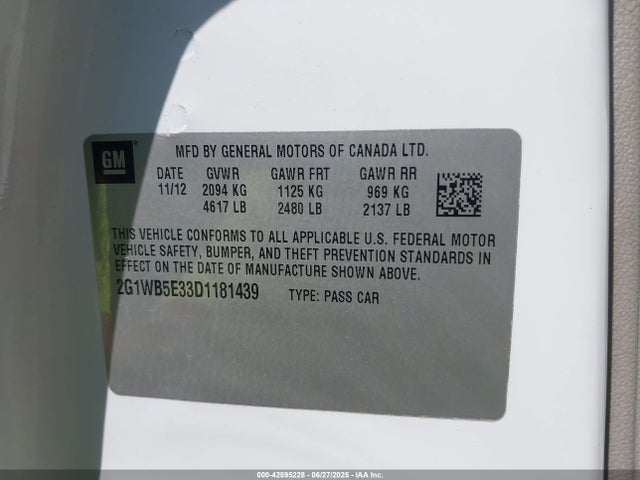 GM
MFD BY GENERAL MOTORS OF CANADA LTD.
DATE GVWR GAWR FRT GAWR RR
11/12 2094 KG 1125 KG 969 KG
4617 LB 2480 LB 2137 LB
THIS VEHICLE CONFORMS TO ALL APPLICABLE U.S. FEDERAL MOTOR
VEHICLE SAFETY, BUMPER, AND THEFT PREVENTION STANDARDS IN
EFFECT ON THE DATE OF MANUFACTURE SHOWN ABOVE.
2G1WB5E33D1181439 TYPE: PASS CAR
000-42595228 - 06/27/2025 - IAA Inc.